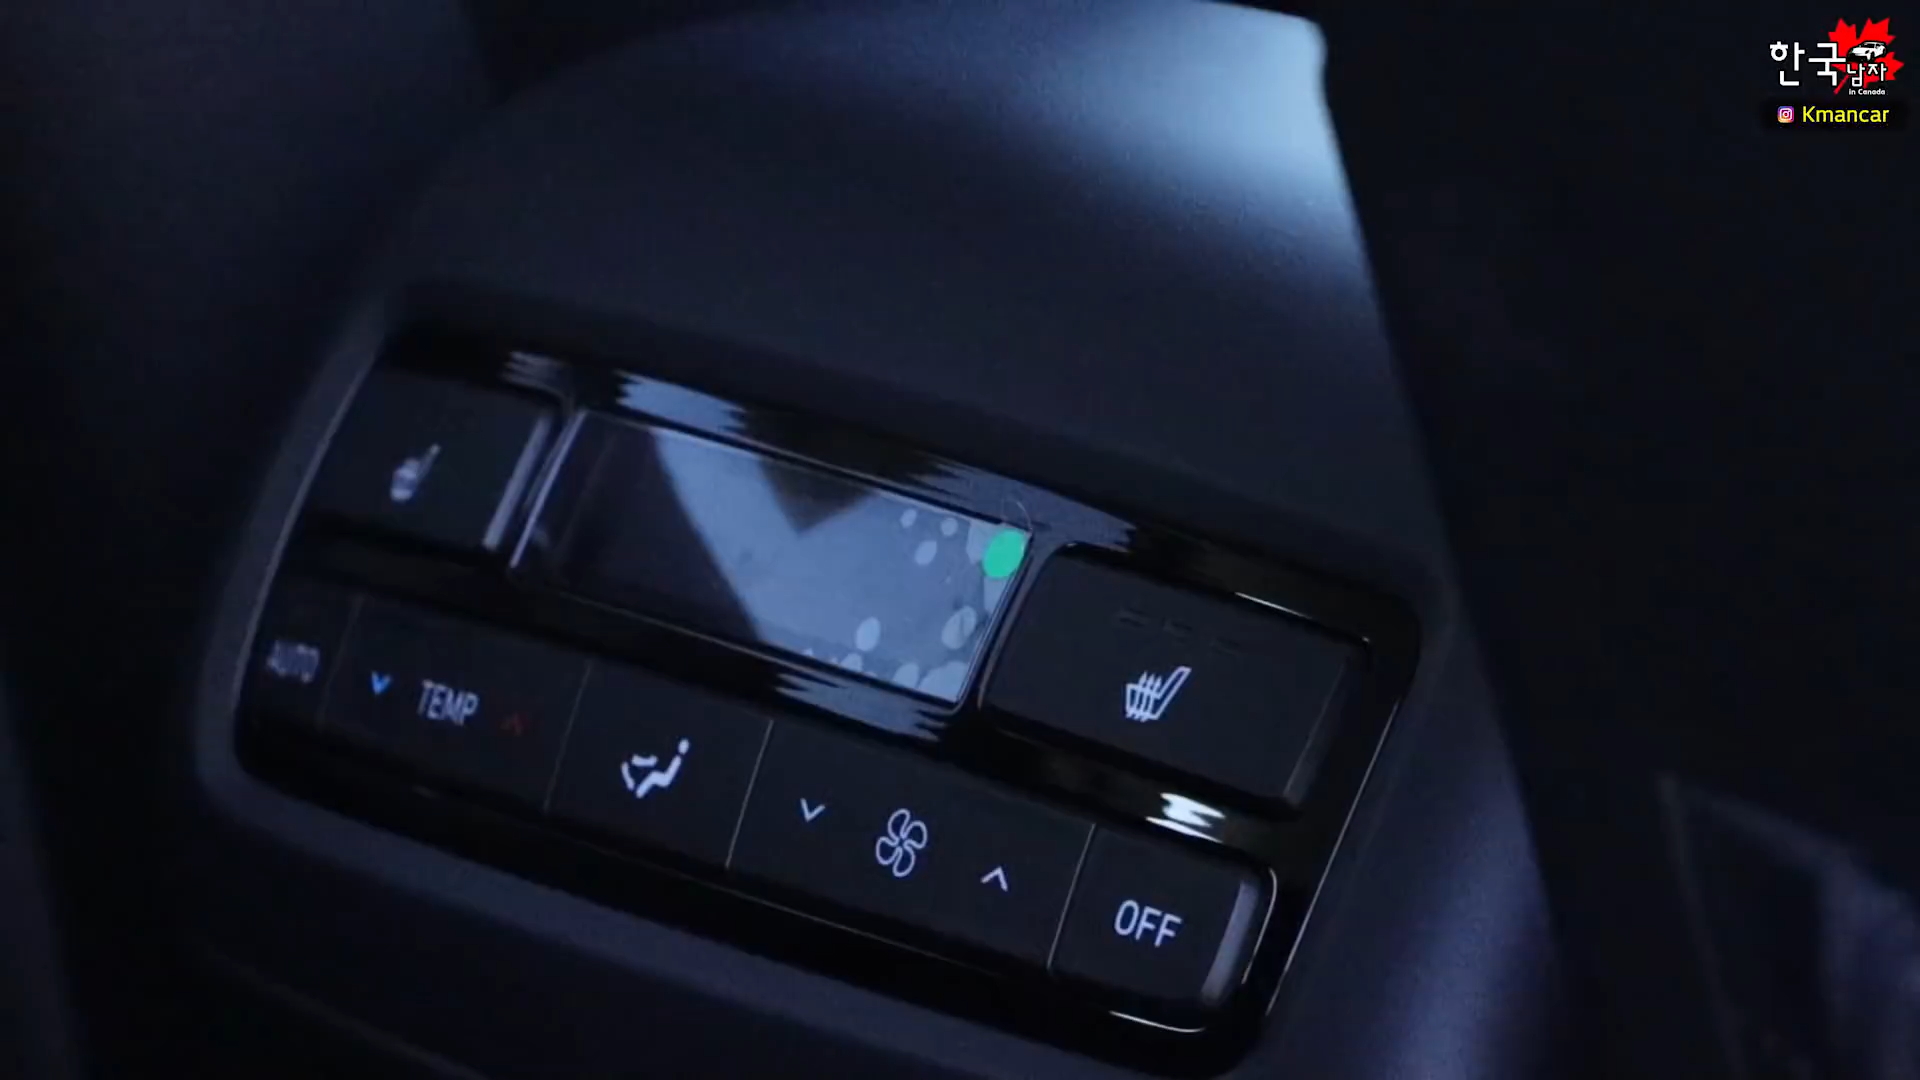 한국
남자
in Canada
Kmancar
AUTO
TEMP
OFF